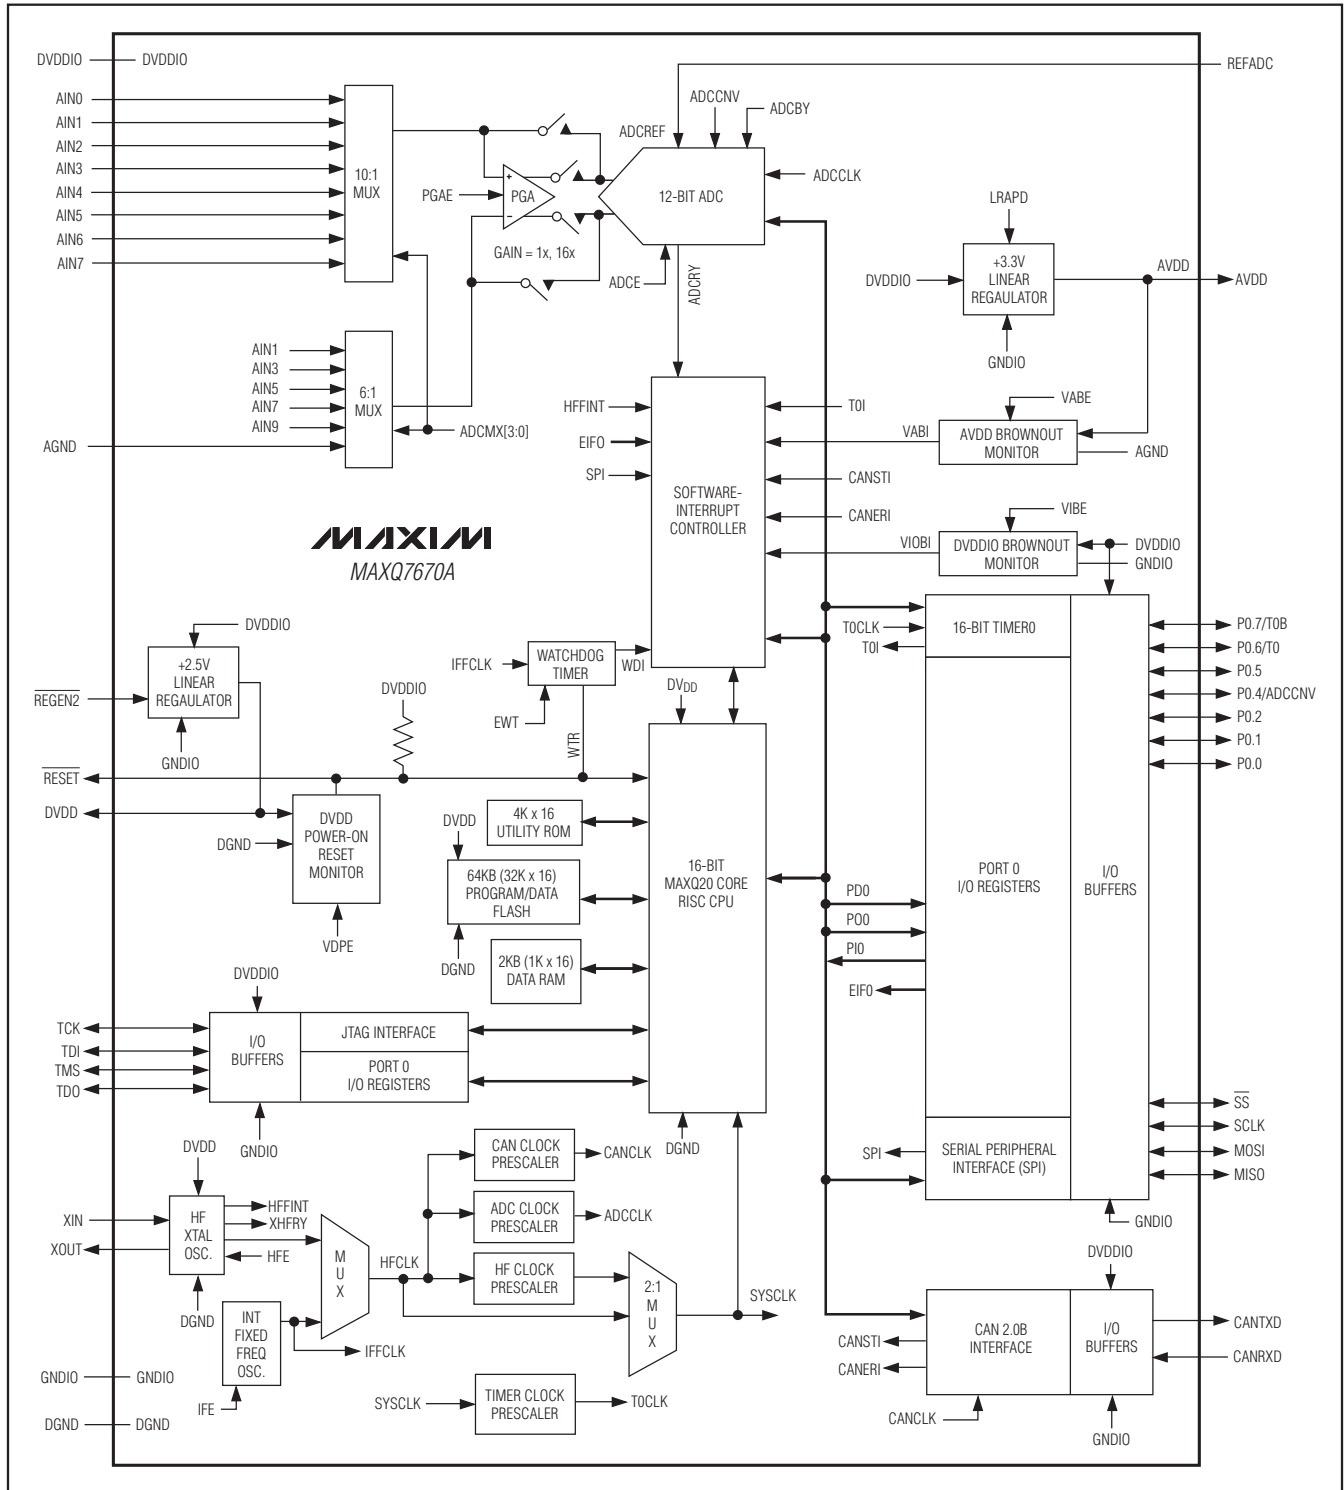 DVDDIO
DVDDIO
REFADC
AIN0
AIN1
AIN2
AIN3
AIN4
AIN5
AIN6
AIN7
10:1
MUX
PGAE
+
PGA
−
GAIN = 1x, 16x
ADCREF
ADCCNV
ADCBY
12-BIT ADC
ADCCLK
ADCE
ADCRY
LRAPD
DVDDIO
+3.3V
LINEAR
REGAULATOR
GNDIO
AVDD
AVDD
AIN1
AIN3
AIN5
AIN7
AIN9
AGND
6:1
MUX
ADCMX[3:0]
HFFINT
EIFO
SPI
SOFTWARE-
INTERRUPT
CONTROLLER
T0I
VABI
CANSTI
CANERI
VIOBI
VABE
AVDD BROWNOUT
MONITOR
AGND
VIBE
DVDDIO BROWNOUT
MONITOR
DVDDIO
GNDIO
MAXIM
MAXQ7670A
DVDDIO
+2.5V
LINEAR
REGAULATOR
REGEN2
GNDIO
DVDDIO
IFFCLK
WATCHDOG
TIMER
WDI
EWT
WTR
DVDD
RESET
DVDD
DGND
DVDD
POWER-ON
RESET
MONITOR
VDPE
4K x 16
UTILITY ROM
DVDD
64KB (32K x 16)
PROGRAM/DATA
FLASH
DGND
2KB (1K x 16)
DATA RAM
16-BIT
MAXQ20 CORE
RISC CPU
DGND
T0CLK
T0I
16-BIT TIMER0
PORT 0
I/O REGISTERS
I/O
BUFFERS
PD0
PO0
PI0
EIF0
SPI
SERIAL PERIPHERAL
INTERFACE (SPI)
P0.7/T0B
P0.6/T0
P0.5
P0.4/ADCCNV
P0.2
P0.1
P0.0
SS
SCLK
MOSI
MISO
GNDIO
DVDDIO
TCK
TDI
TMS
TDO
I/O
BUFFERS
JTAG INTERFACE
PORT 0
I/O REGISTERS
GNDIO
DVDD
XIN
XOUT
HF
XTAL
OSC.
HFFINT
XHFRY
HFE
DGND
INT
FIXED
FREQ
OSC.
IFE
IFFCLK
M
U
X
HFCLK
CAN CLOCK
PRESCALER
CANCLK
ADC CLOCK
PRESCALER
ADCCLK
HF CLOCK
PRESCALER
2:1
M
U
X
SYSCLK
SYSCLK
TIMER CLOCK
PRESCALER
T0CLK
DVDDIO
CAN 2.0B
INTERFACE
I/O
BUFFERS
CANSTI
CANERI
CANCLK
GNDIO
CANTXD
CANRXD
GNDIO
GNDIO
DGND
DGND